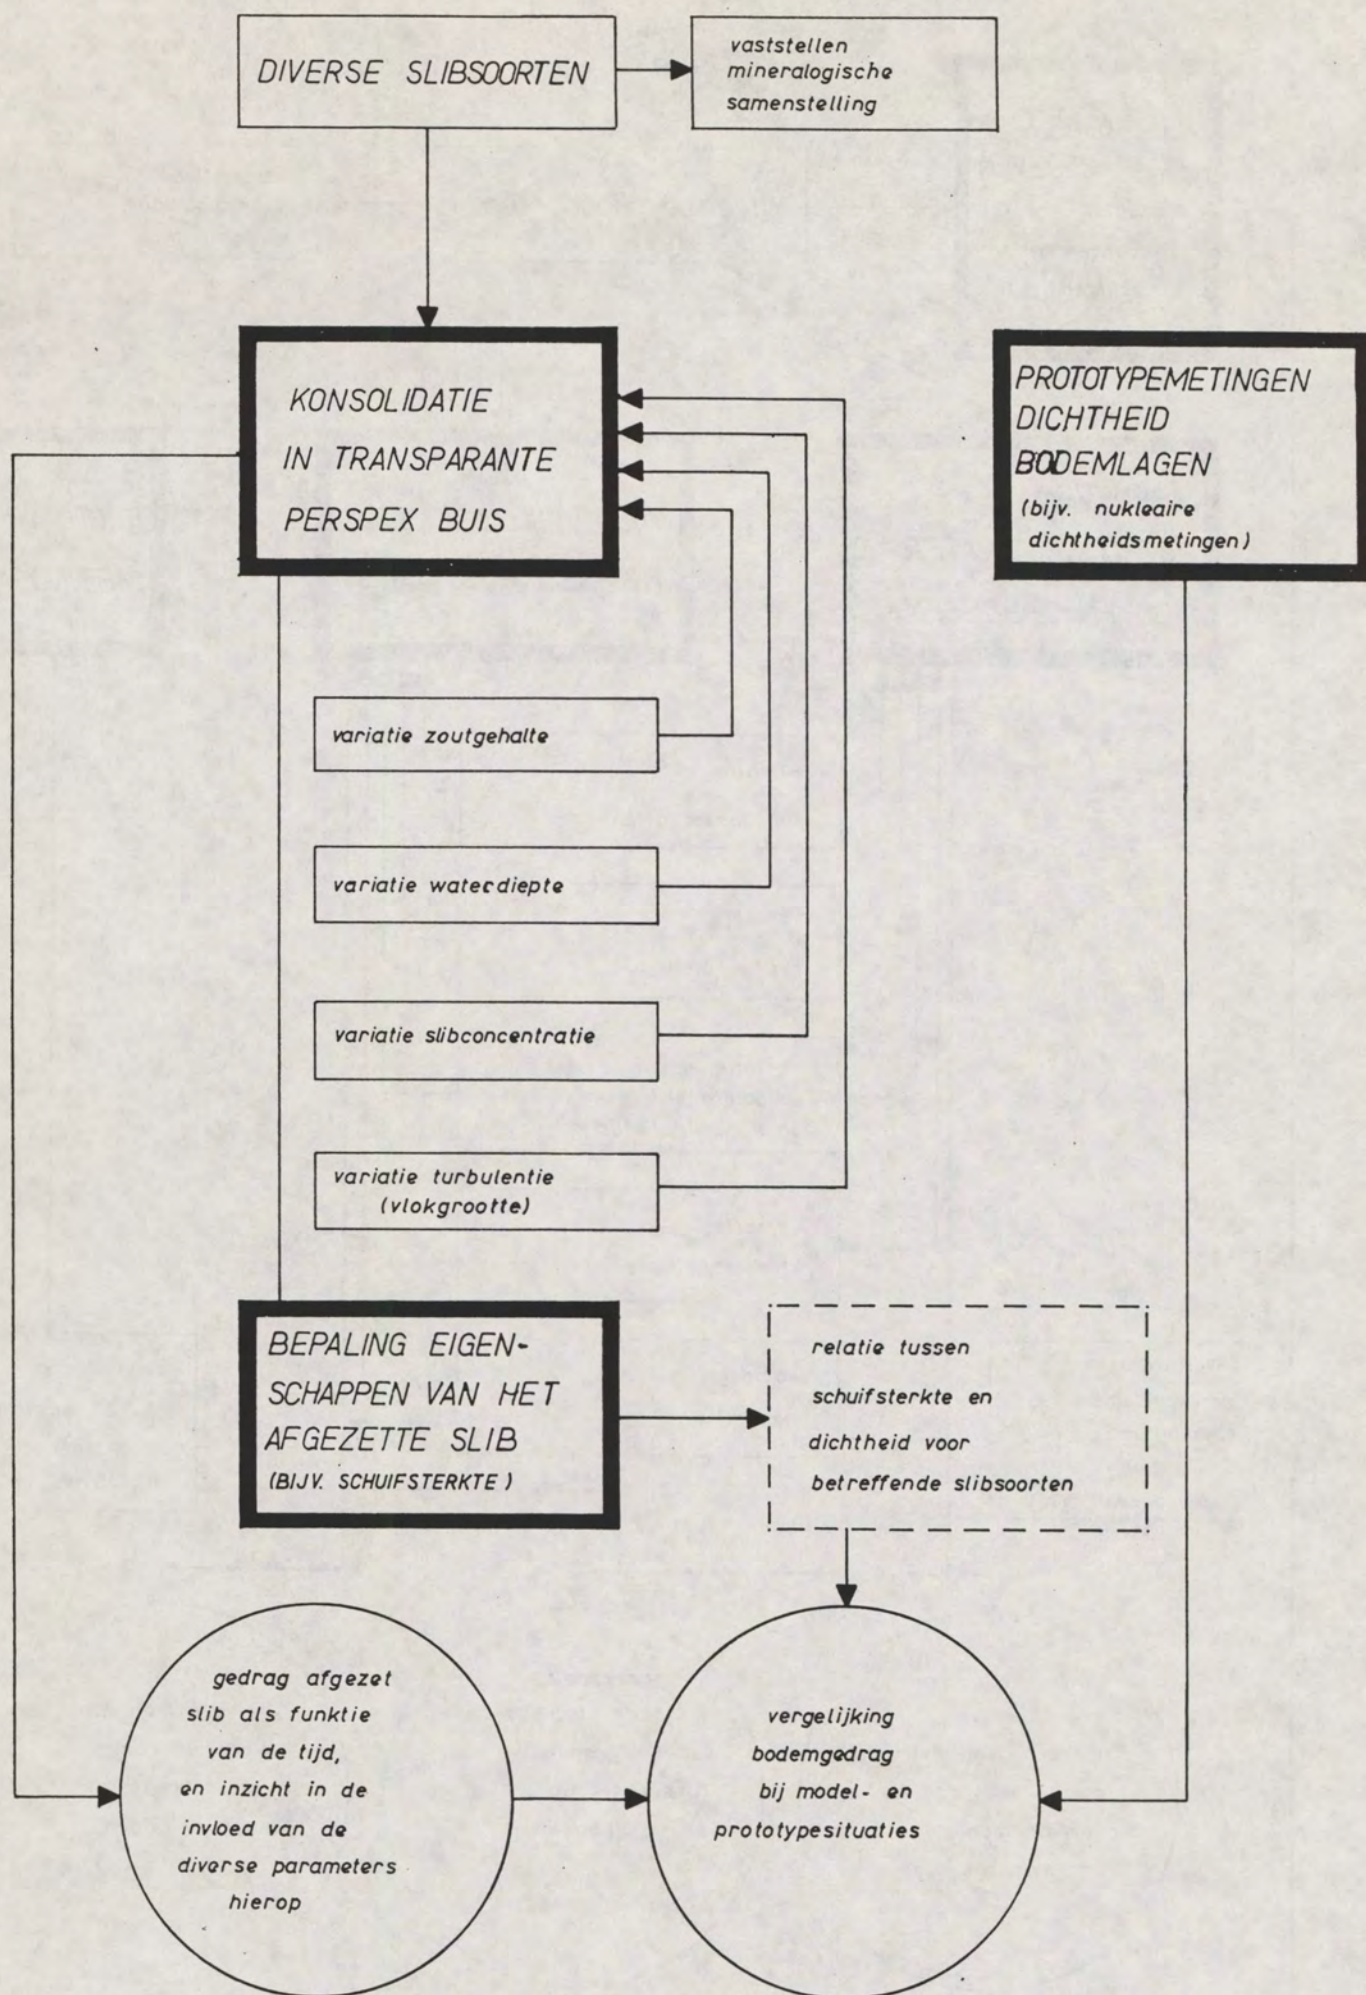 DIVERSE SLIBSOORTEN
vaststellen
mineralogische
samenstelling
KONSOLIDATIE
IN TRANSPARANTE
PERSPEX BUIS
PROTOTYPEMETINGEN
DICHTHEID
BODEMLAGEN
(bijv. nukleaire
dichtheidsmetingen)
variatie zoutgehalte
variatie waterdiepte
variatie slibconcentratie
variatie turbulentie
(vlokgrootte)
BEPALING EIGEN-
SCHAPPEN VAN HET
AFGEZETTE SLIB
(BIJV. SCHUIFSTERKTE)
relatie tussen
schuifsterkte en
dichtheid voor
betreffende slibsoorten
gedrag afgezet
slib als funktie
van de tijd,
en inzicht in de
invloed van de
diverse parameters
hierop
vergelijking
bodemgedrag
bij model- en
prototypesituaties